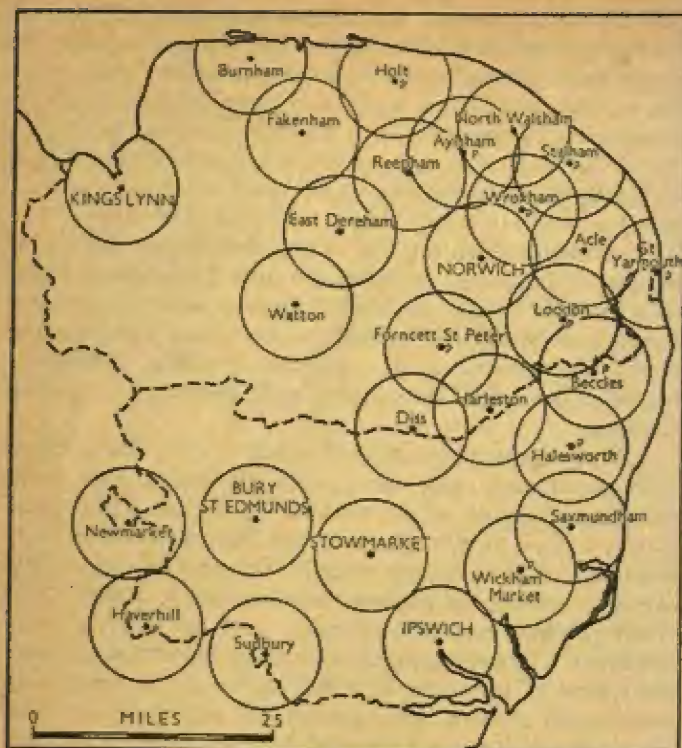 Burnham
Holt
Fakenham
North Walsham
Aylsham
Stalham
Reepham
KINGS LYNN
Wroxham
East Dereham
Acle
Gt
Yarmouth
NORWICH
Watton
Loddon
Forncett St Peter
Beccles
Harleston
Diss
Halesworth
BURY
ST EDMUNDS
Newmarket
Saxmundham
STOWMARKET
Wickham
Market
Haverhill
IPSWICH
Sudbury
0 MILES 25